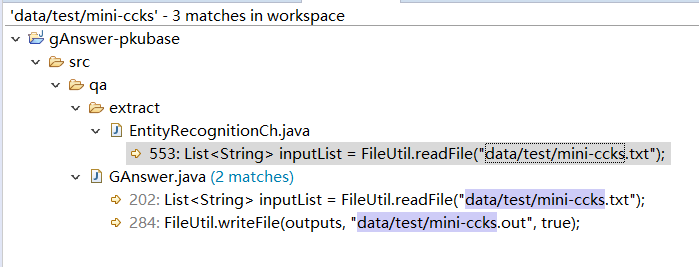 'data/test/mini-ccks' - 3 matches in workspace
gAnswer-pkubase
src
qa
extract
EntityRecognitionCh.java
553: List<String> inputList = FileUtil.readFile("data/test/mini-ccks.txt");
GAnswer.java (2 matches)
202: List<String> inputList = FileUtil.readFile("data/test/mini-ccks.txt");
284: FileUtil.writeFile(outputs, "data/test/mini-ccks.out", true);